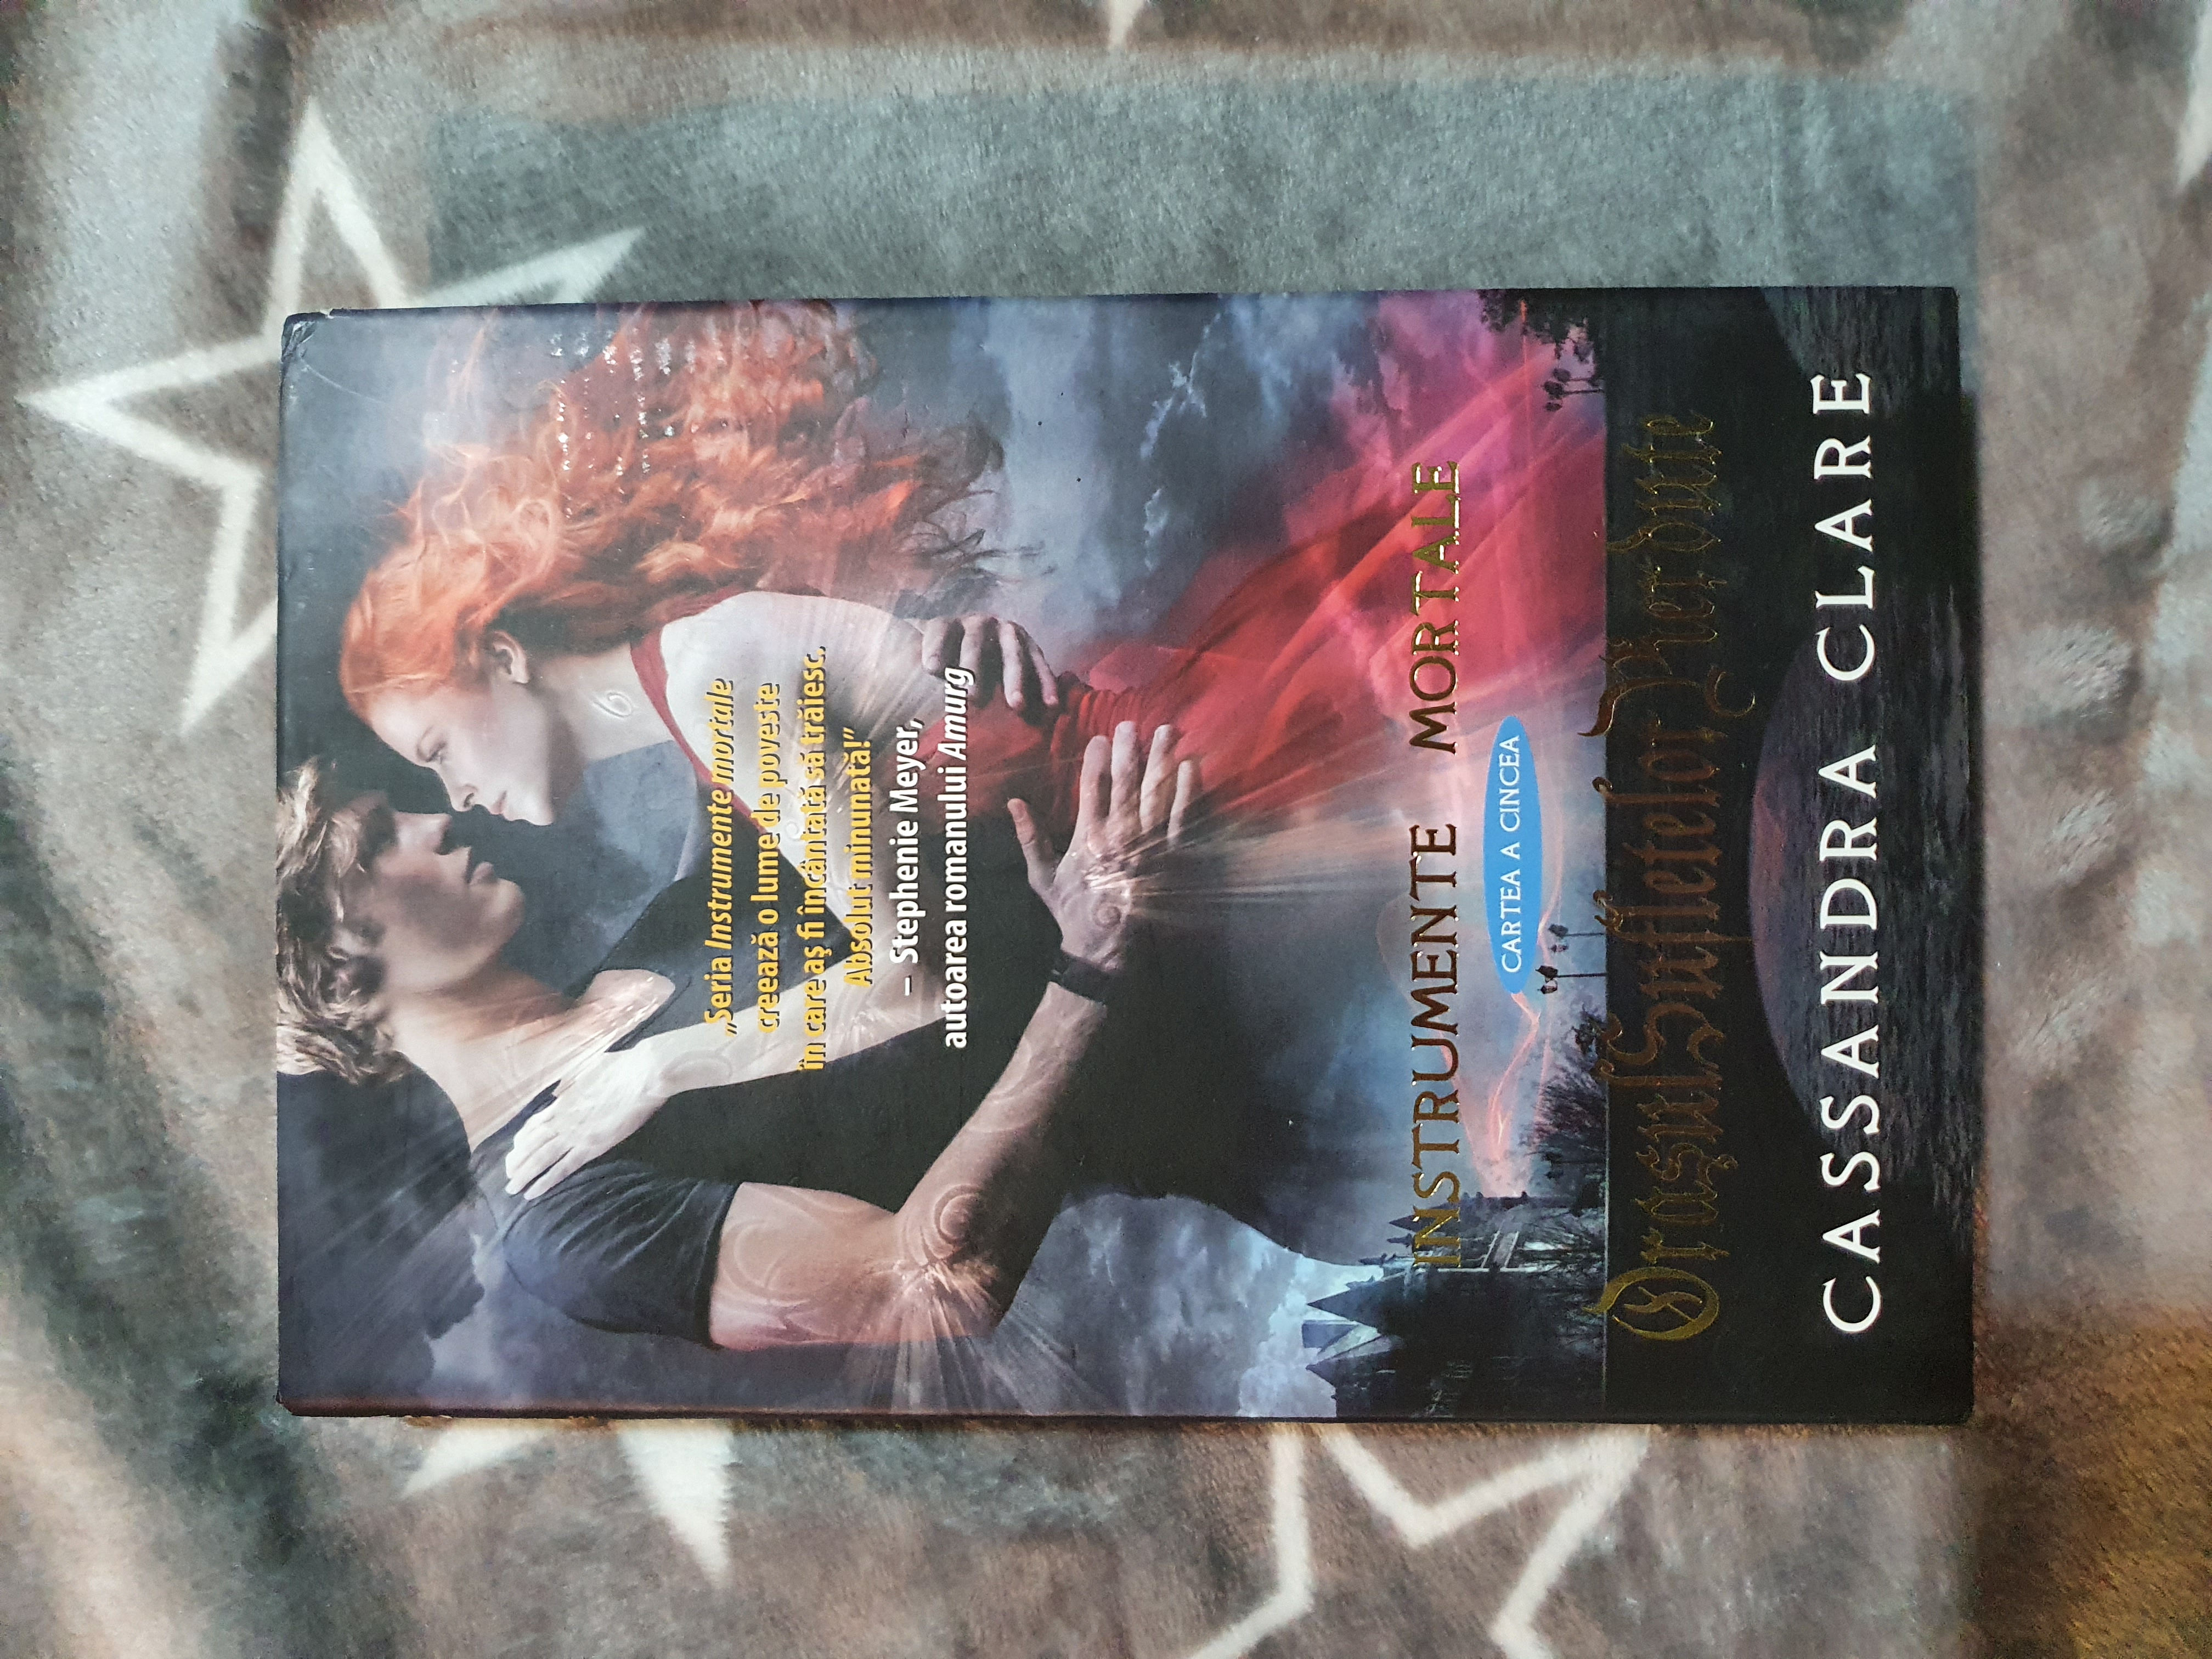 „Seria Instrumente mortale
creează o lume de poveste
în care aş fi încântată să trăiesc.
Absolut minunată!”
– Stephenie Meyer,
autoarea romanului Amurg
INSTRUMENTE MORTALE
CARTEA A CINCEA
Oraşul Sufletelor Pierdute
CASSANDRA CLARE